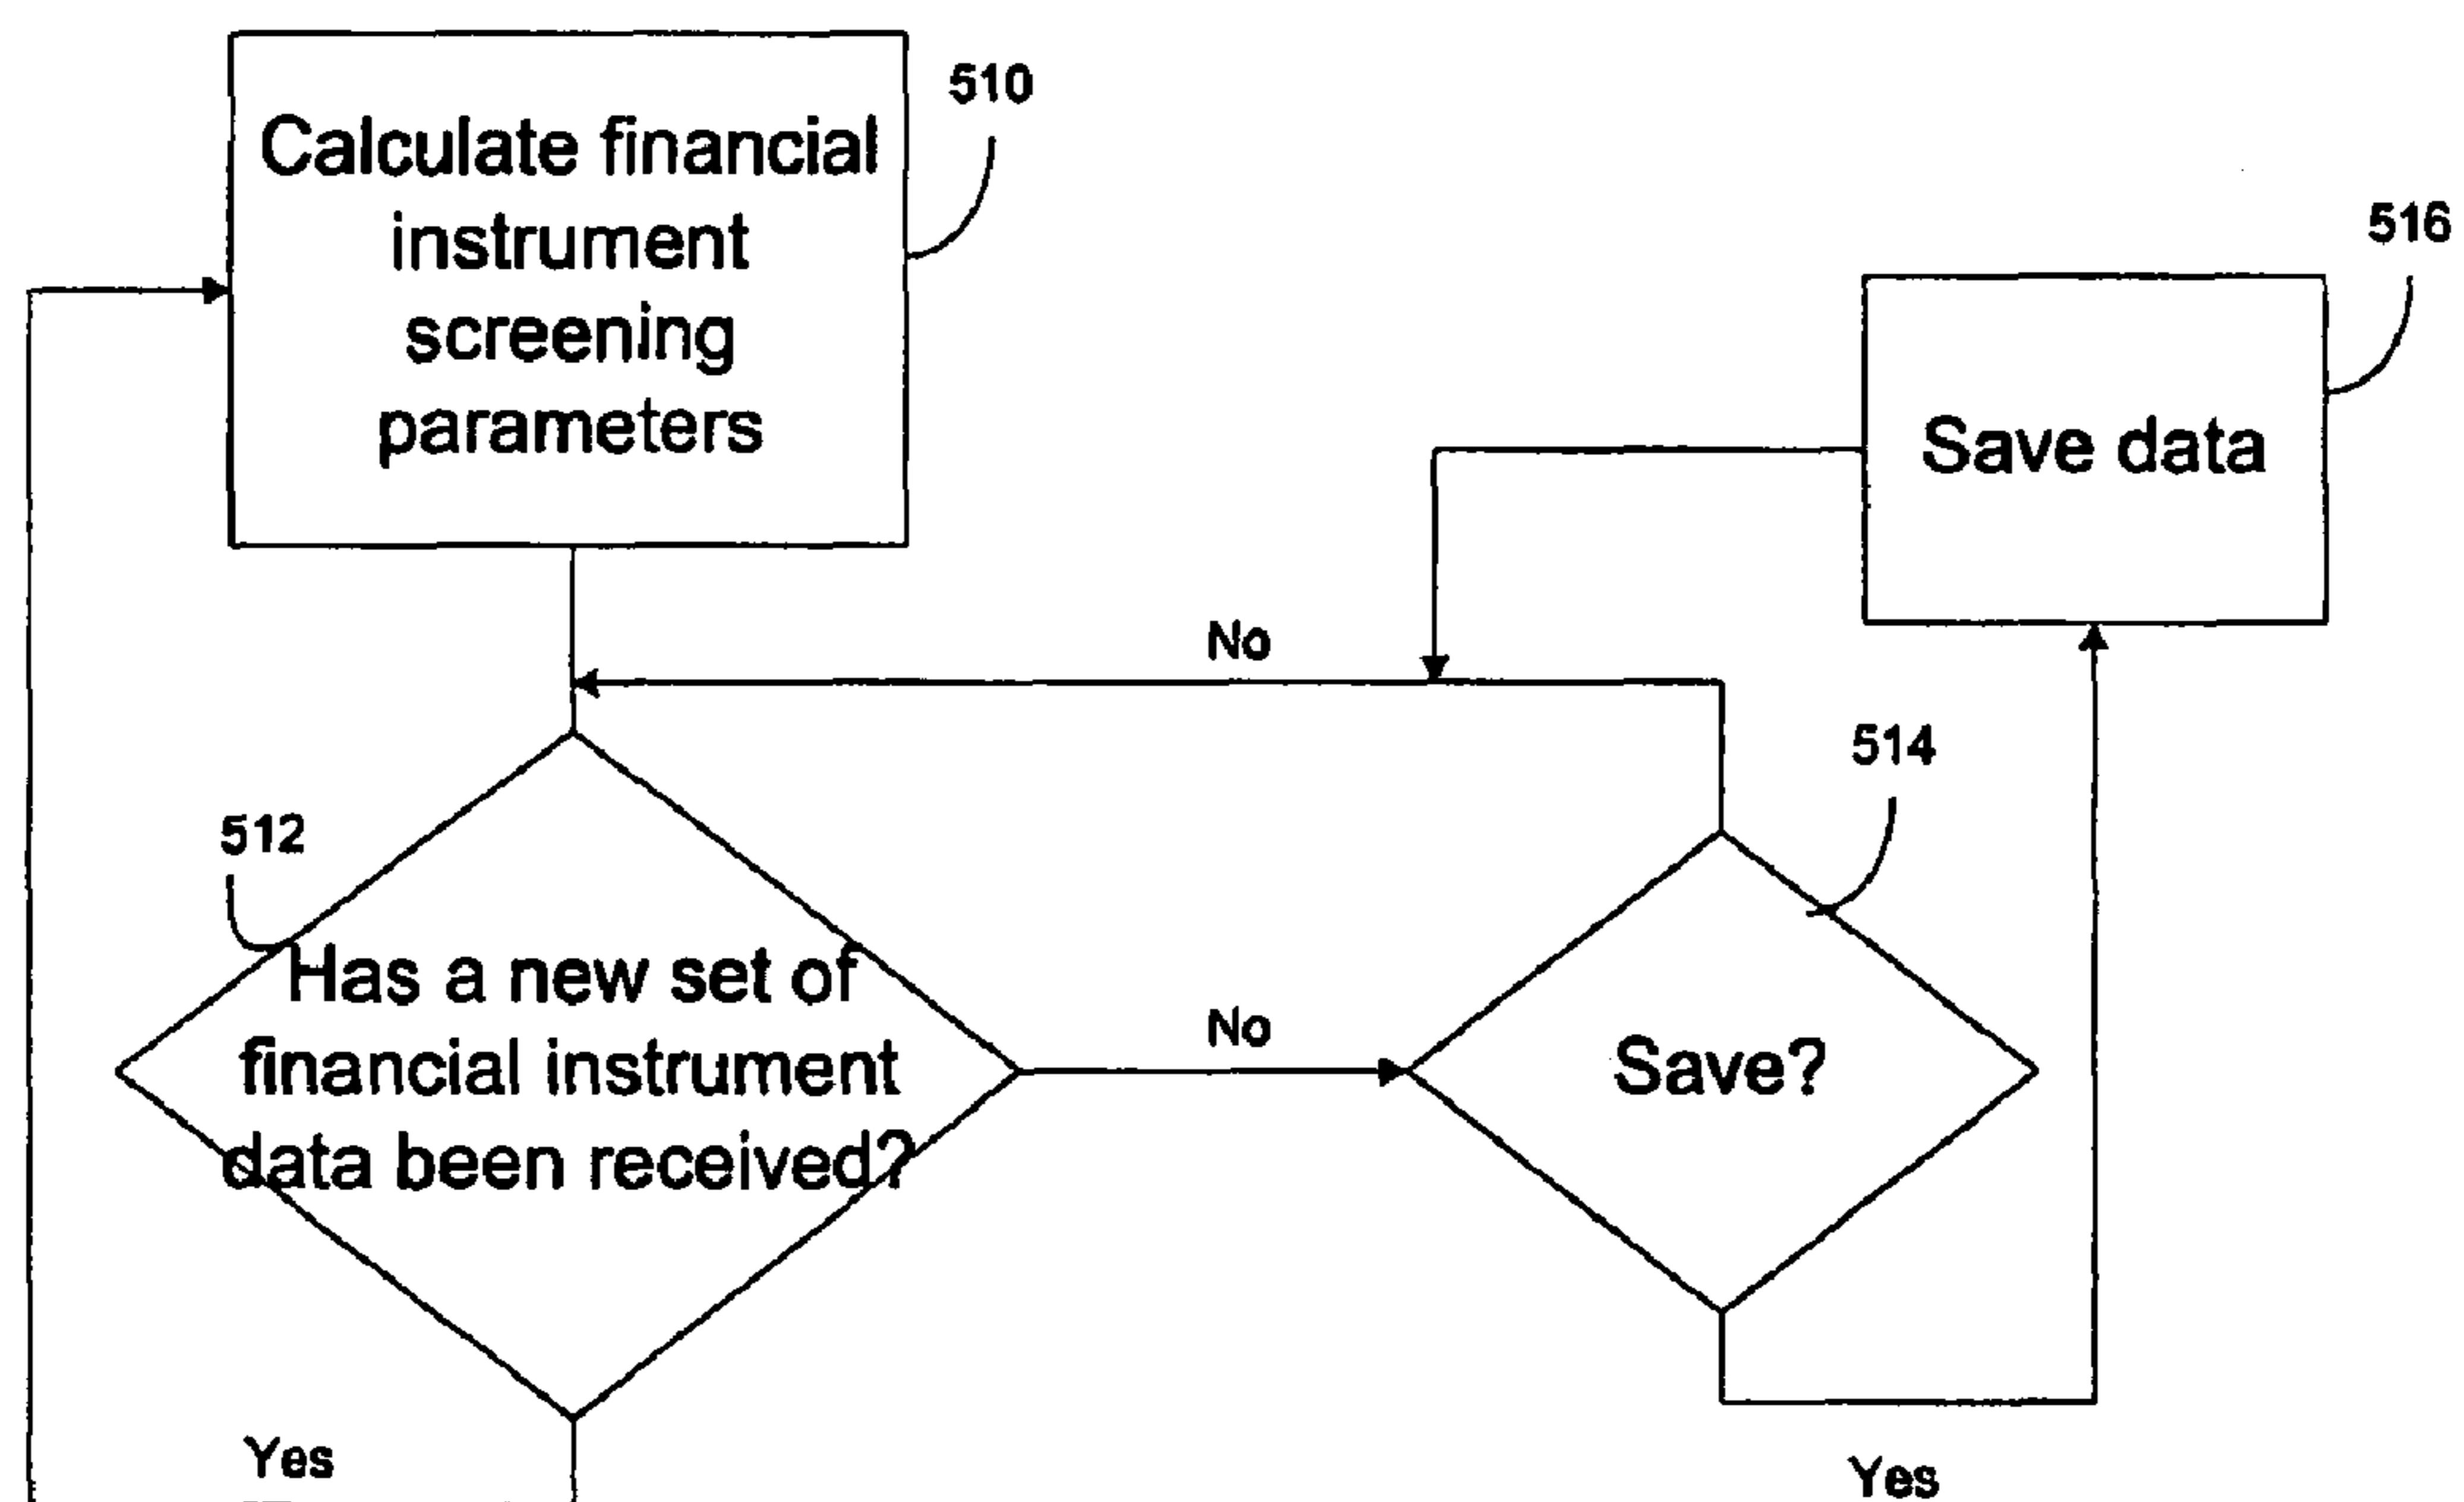 510
Calculate financial
instrument
screening
parameters
516
Save data
No
514
512
Has a new set of
financial instrument
data been received?
No
Save?
Yes
Yes